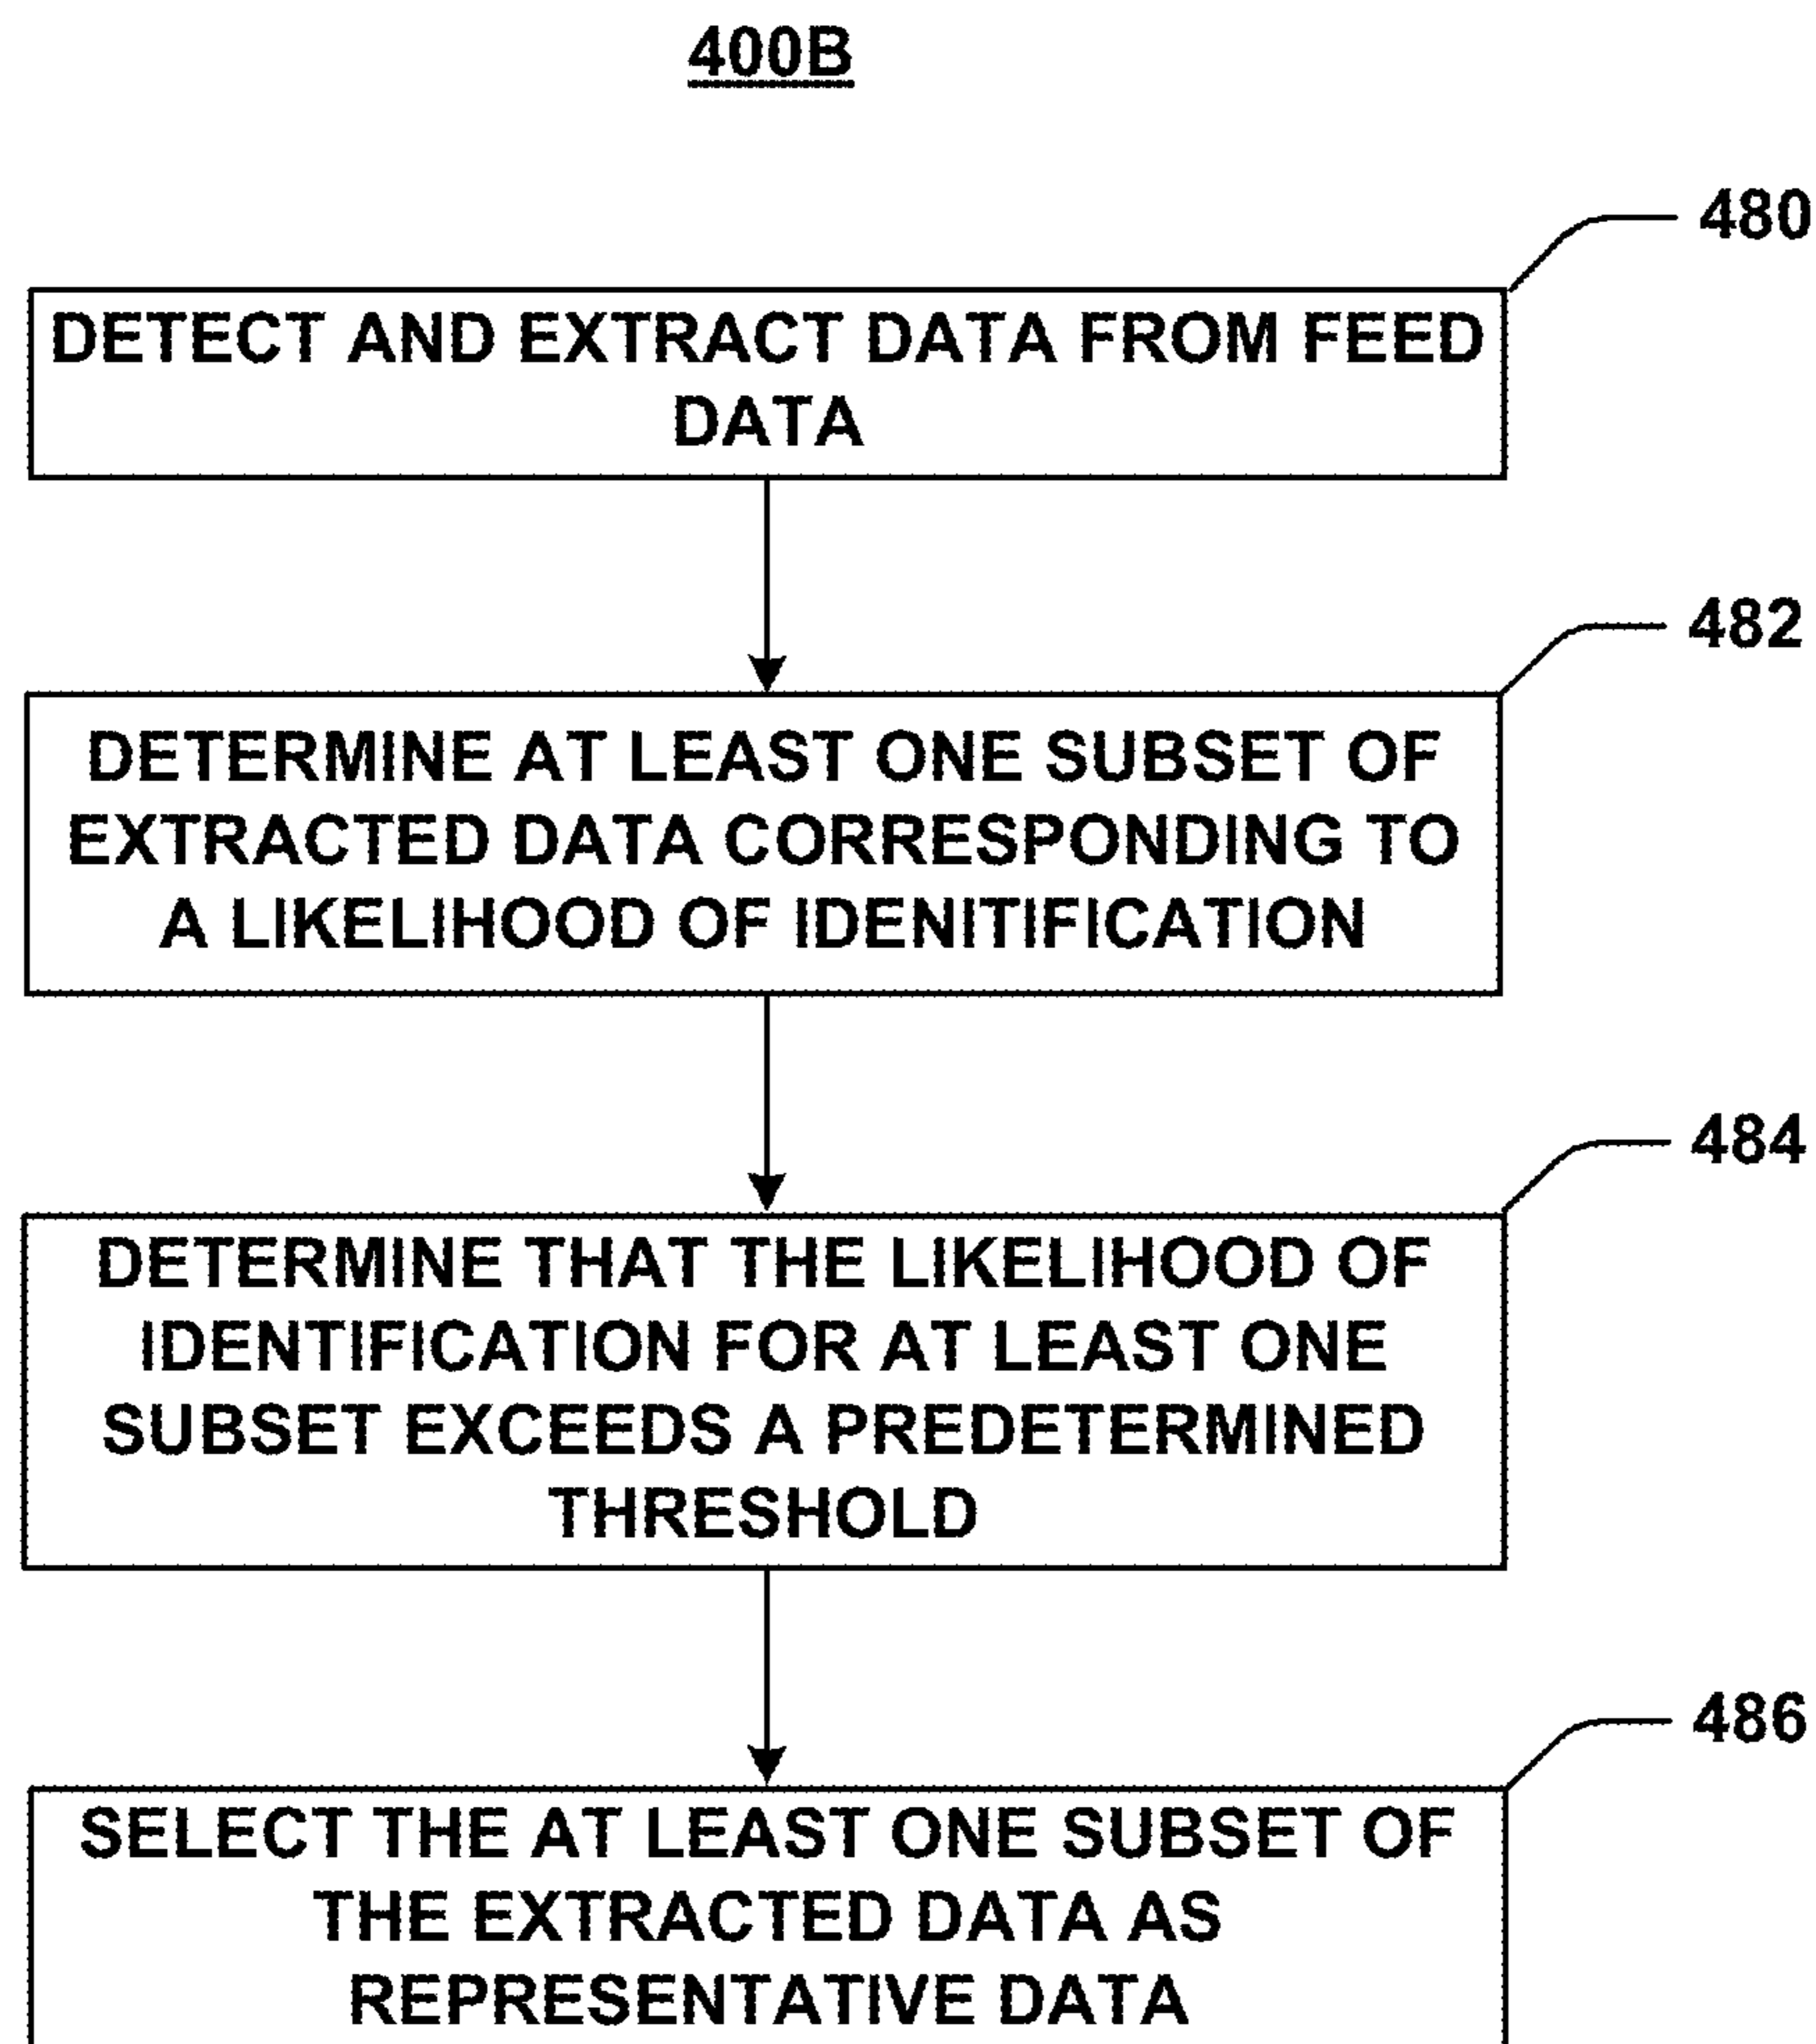 400B
480
DETECT AND EXTRACT DATA FROM FEED
DATA
482
DETERMINE AT LEAST ONE SUBSET OF
EXTRACTED DATA CORRESPONDING TO
A LIKELIHOOD OF IDENITIFICATION
484
DETERMINE THAT THE LIKELIHOOD OF
IDENTIFICATION FOR AT LEAST ONE
SUBSET EXCEEDS A PREDETERMINED
THRESHOLD
486
SELECT THE AT LEAST ONE SUBSET OF
THE EXTRACTED DATA AS
REPRESENTATIVE DATA